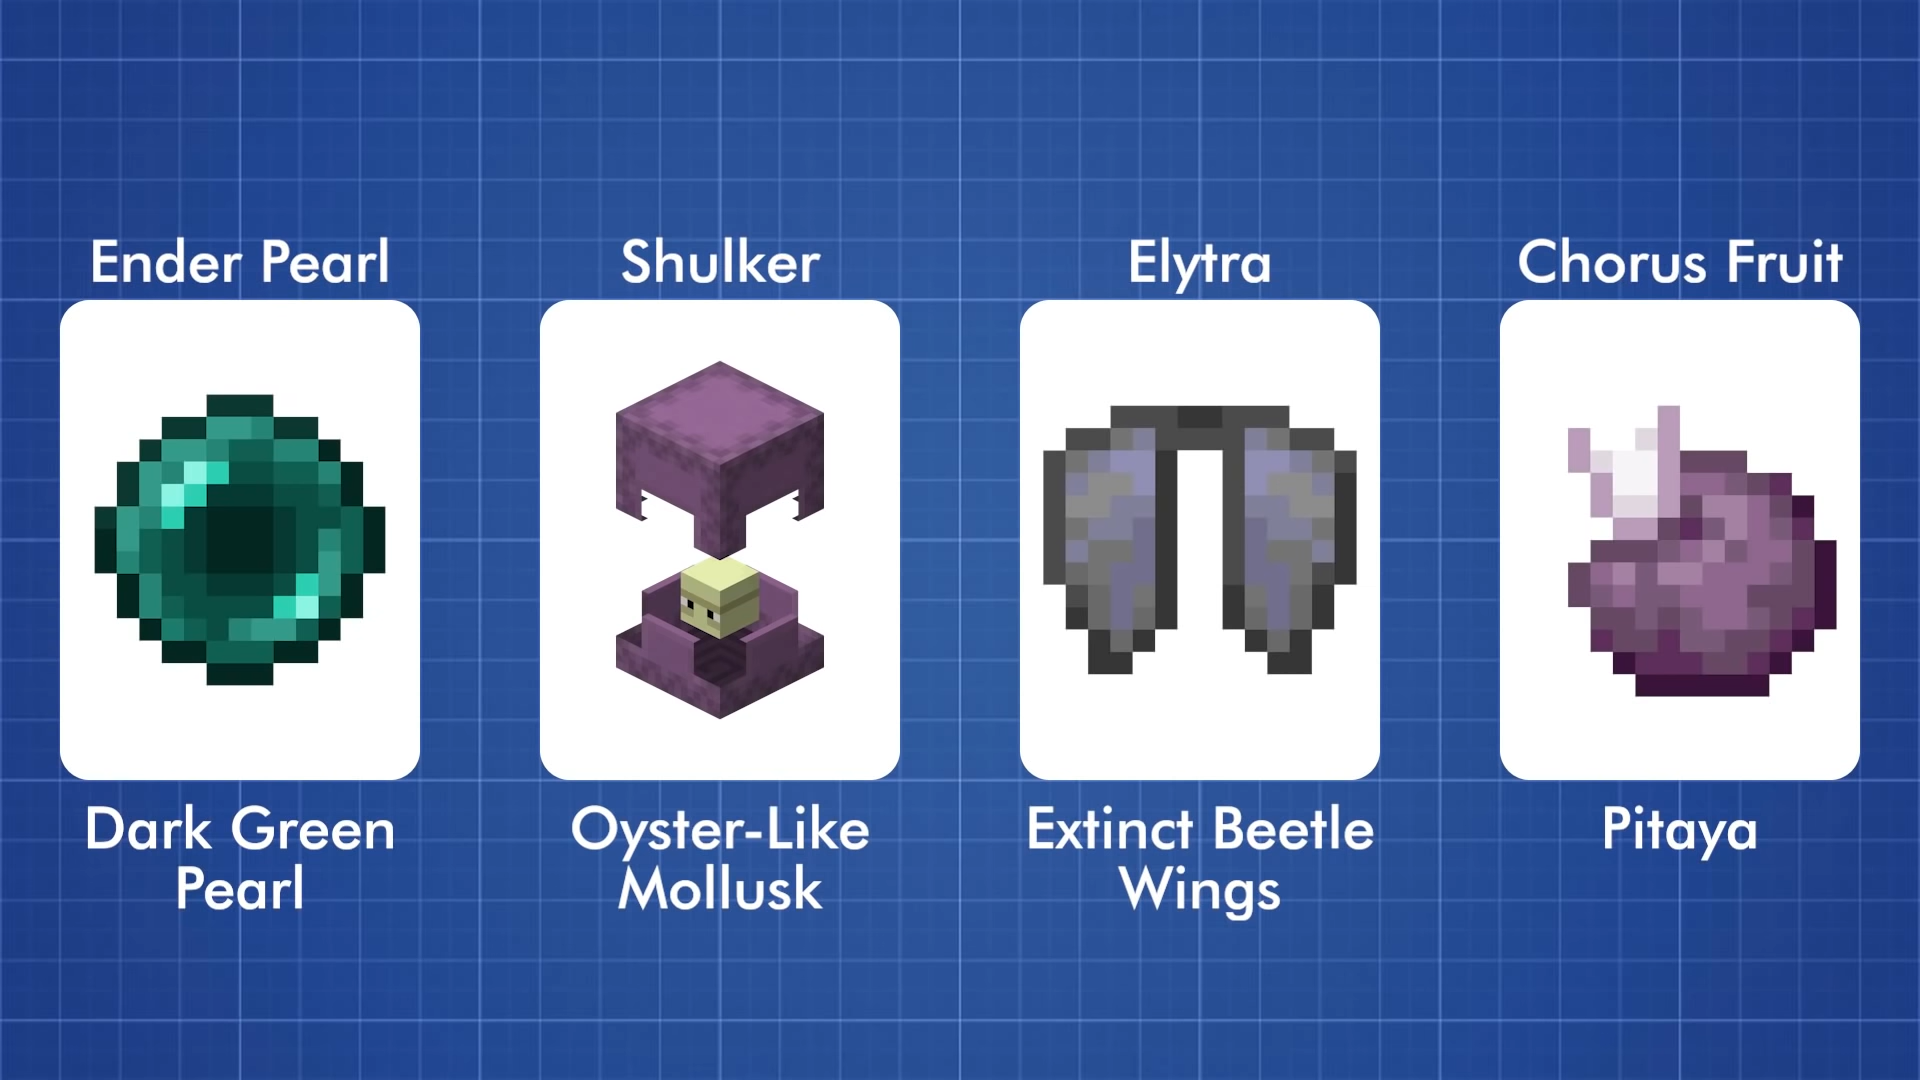 Ender Pearl
Shulker
Elytra
Chorus Fruit
Dark Green
Pearl
Oyster-Like
Mollusk
Extinct Beetle
Wings
Pitaya